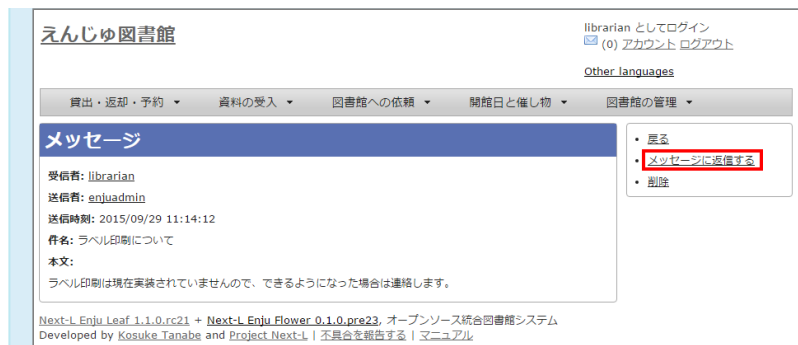 えんじゅ図書館
librarian としてログイン
(0) アカウント ログアウト
Other languages
貸出・返却・予約 ▼ 資料の受入 ▼ 図書館への依頼 ▼ 開館日と催し物 ▼ 図書館の管理 ▼
メッセージ
受信者: librarian
送信者: enjuadmin
送信時刻: 2015/09/29 11:14:12
件名: ラベル印刷について
本文:
ラベル印刷は現在実装されていませんので、できるようになった場合は連絡します。
• 戻る
• メッセージに返信する
• 削除
Next-L Enju Leaf 1.1.0.rc21 + Next-L Enju Flower 0.1.0.pre23, オープンソース統合図書館システム
Developed by Kosuke Tanabe and Project Next-L | 不具合を報告する | マニュアル